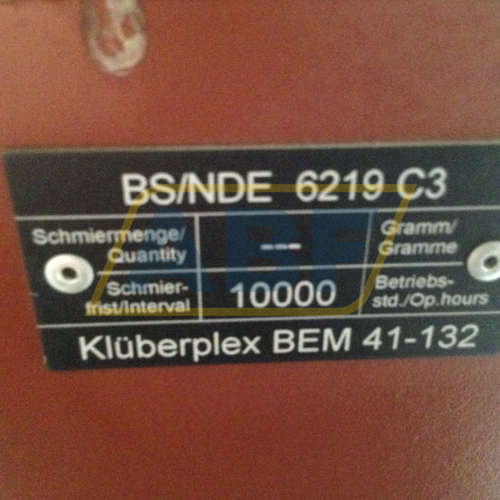 BS/NDE 6219 C3
Schmiermenge/
Quantity
---
Gramm/
Gramme
Schmier-
frist/Interval
10000
Betriebs-
std./Op.hours
Klüberplex BEM 41-132
ABF